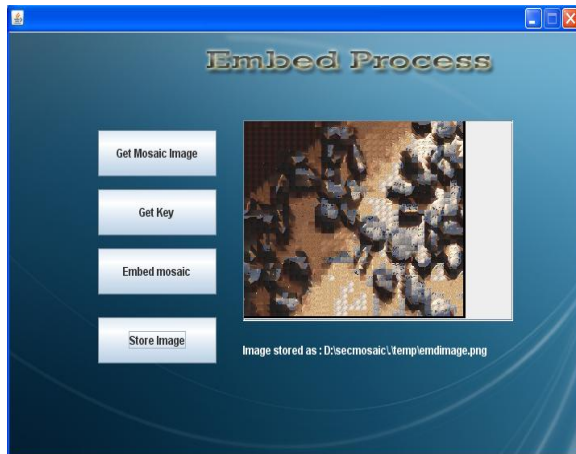 Embed Process
Get Mosaic Image
Get Key
Embed mosaic
Store Image
Image stored as : D:\secmosaic\.\temp\emdimage.png